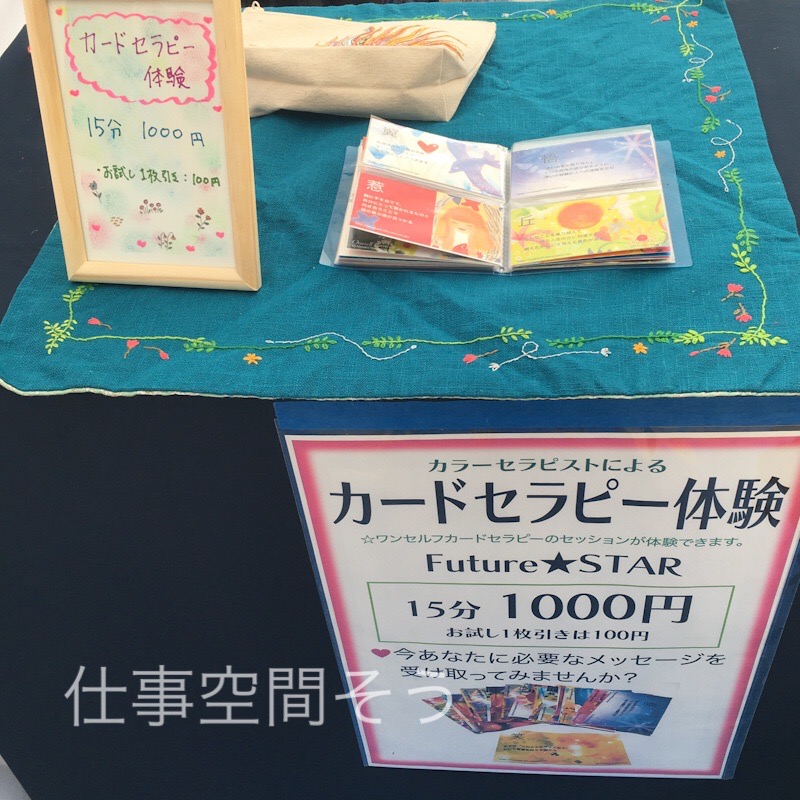 カードセラピー
体験
15分 1000円
・お試し1枚引き:100円
翼
惹
悟
丘
カラーセラピストによる
カードセラピー体験
☆ワンセルフカードセラピーのセッションが体験できます。
Future★STAR
15分 1000円
お試し1枚引きは100円
♥今あなたに必要なメッセージを
受け取ってみませんか?
仕事空間そう